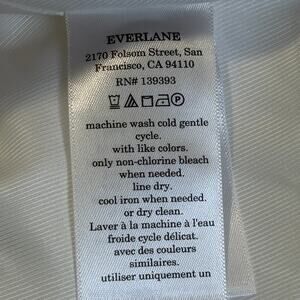 EVERLANE
2170 Folsom Street, San
Francisco, CA 94110
RN# 139393
machine wash cold gentle
cycle.
with like colors.
only non-chlorine bleach
when needed.
line dry.
cool iron when needed.
or dry clean.
Laver à la machine à l'eau
froide cycle délicat.
avec des couleurs
similaires.
utiliser uniquement un